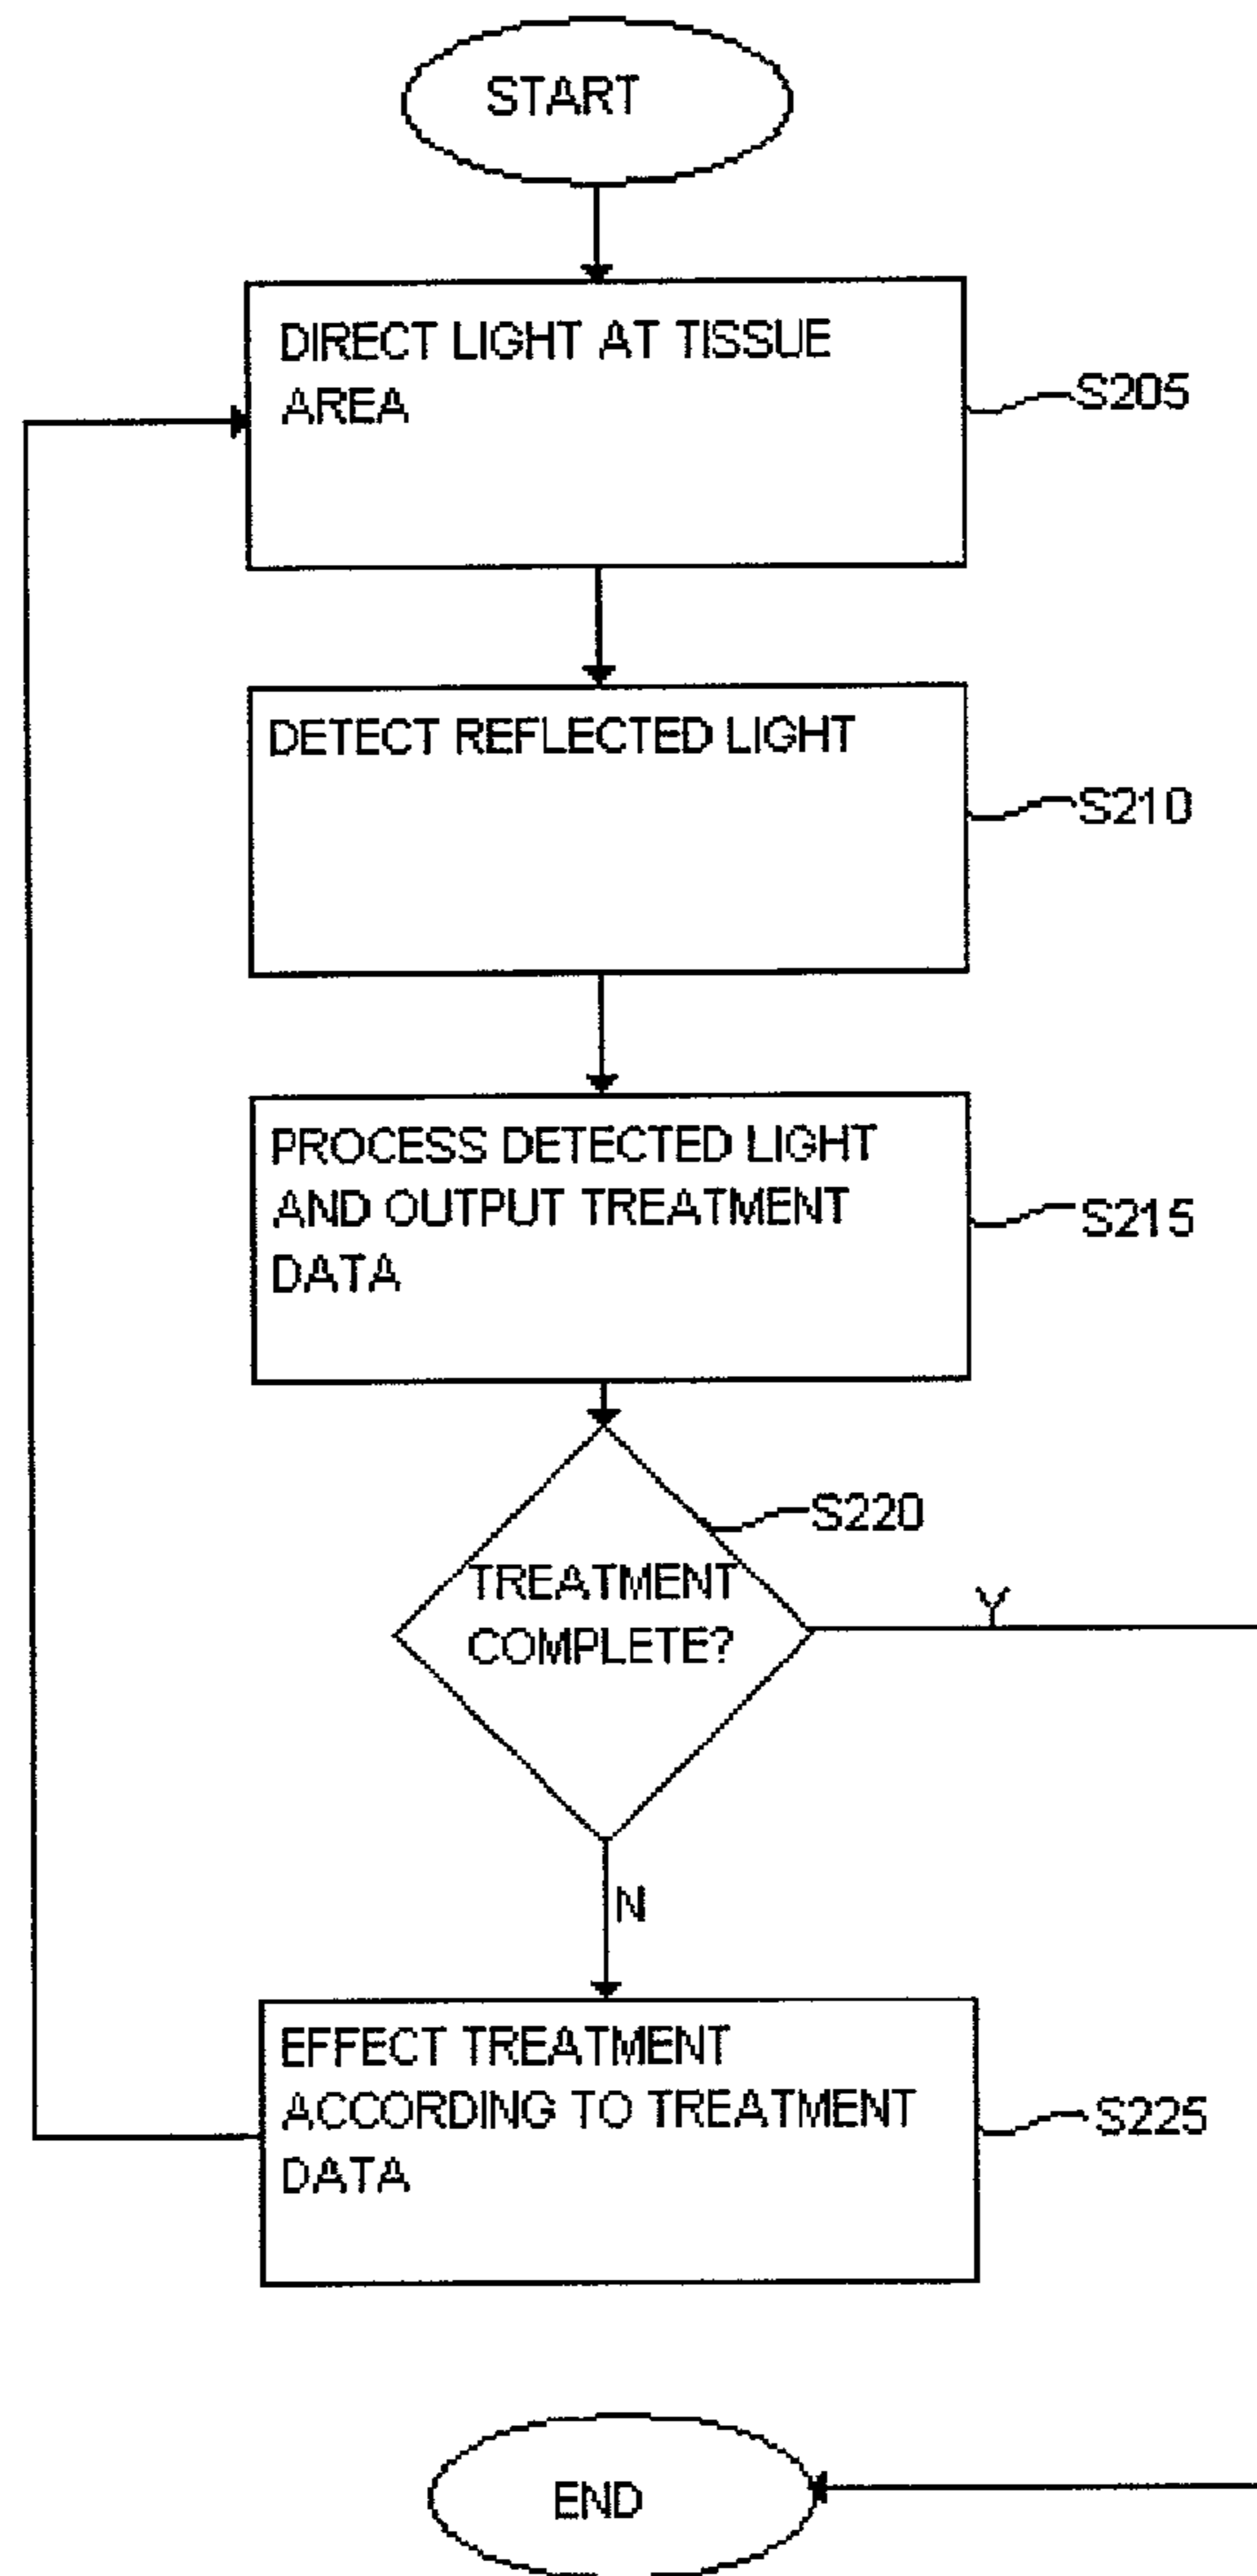 START
DIRECT LIGHT AT TISSUE
AREA
S205
DETECT REFLECTED LIGHT
S210
PROCESS DETECTED LIGHT
AND OUTPUT TREATMENT
DATA
S215
S220
TREATMENT
COMPLETE?
Y
N
EFFECT TREATMENT
ACCORDING TO TREATMENT
DATA
S225
END